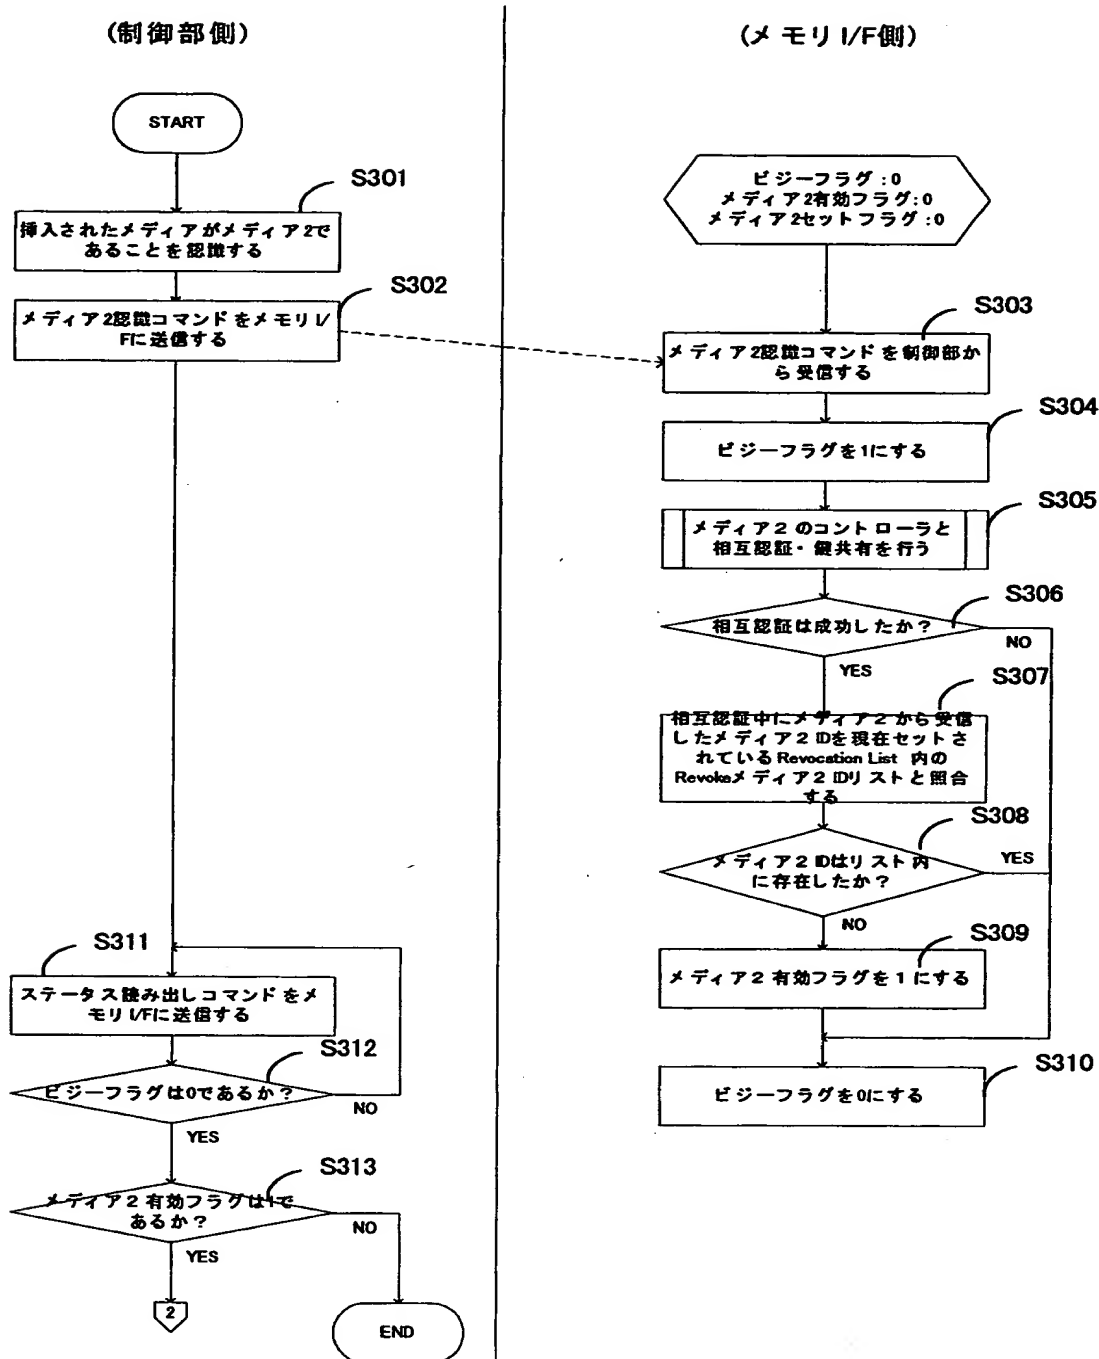 (制御部側)
START
S301
挿入されたメディアがメディア2で
あることを認識する
S302
メディア2認識コマンドをメモリI/
Fに送信する
S311
ステータス読み出しコマンドをメ
モリI/Fに送信する
S312
ビジーフラグは0であるか?
NO
YES
S313
メディア2有効フラグは1で
あるか?
NO
YES
2
END
(メモリI/F側)
ビジーフラグ:0
メディア2有効フラグ:0
メディア2セットフラグ:0
S303
メディア2認識コマンドを制御部か
ら受信する
S304
ビジーフラグを1にする
S305
メディア2のコントローラと
相互認証・鍵共有を行う
S306
相互認証は成功したか?
NO
YES
S307
相互認証中にメディア2から受信
したメディア2IDを現在セットさ
れているRevocation List 内の
Revokeメディア2IDリストと照合
する
S308
メディア2IDはリスト内
に存在したか?
YES
NO
S309
メディア2有効フラグを1にする
S310
ビジーフラグを0にする